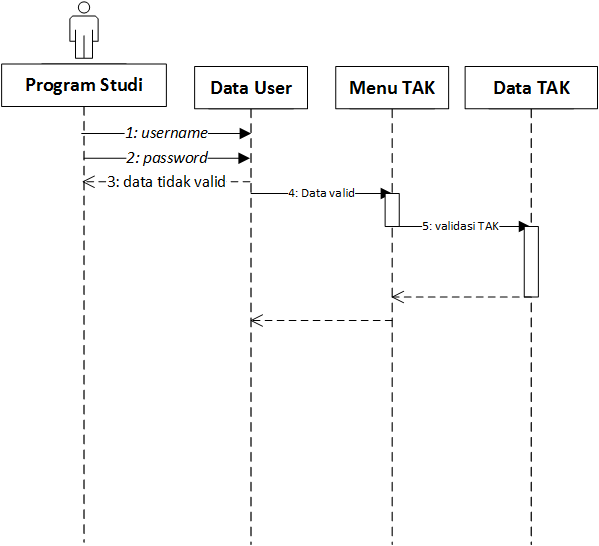 Program Studi
Data User
Menu TAK
Data TAK
1: username
2: password
3: data tidak valid
4: Data valid
5: validasi TAK